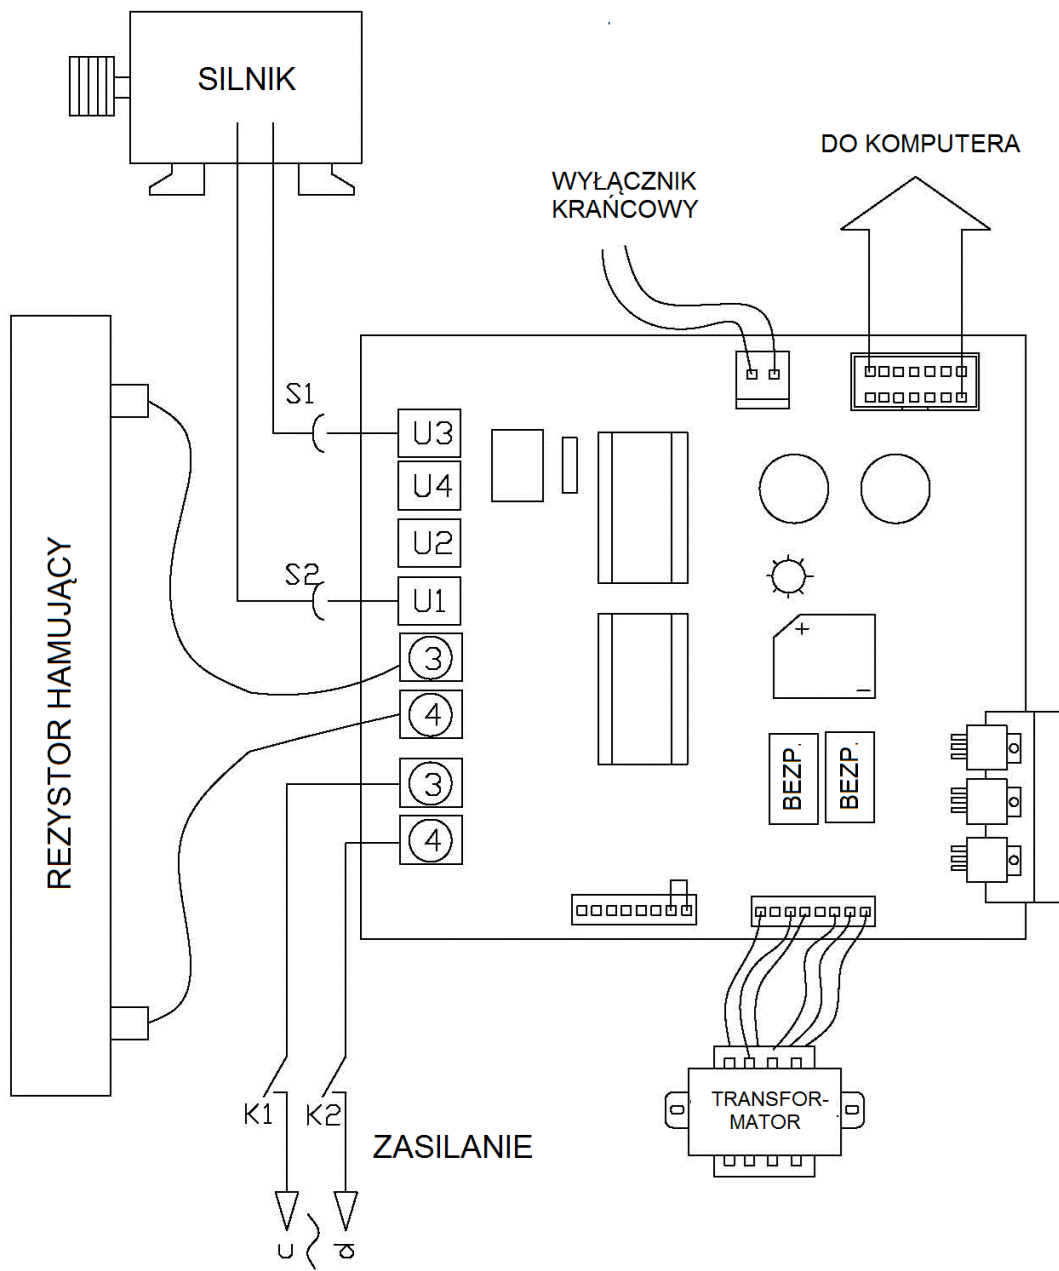 SILNIK
DO KOMPUTERA
WYŁĄCZNIK
KRAŃCOWY
S1
U3
U4
U2
S2
U1
REZYSTOR HAMUJĄCY
3
4
3
4
+
−
BEZP.
BEZP.
K1
K2
ZASILANIE
TRANSFOR-
MATOR